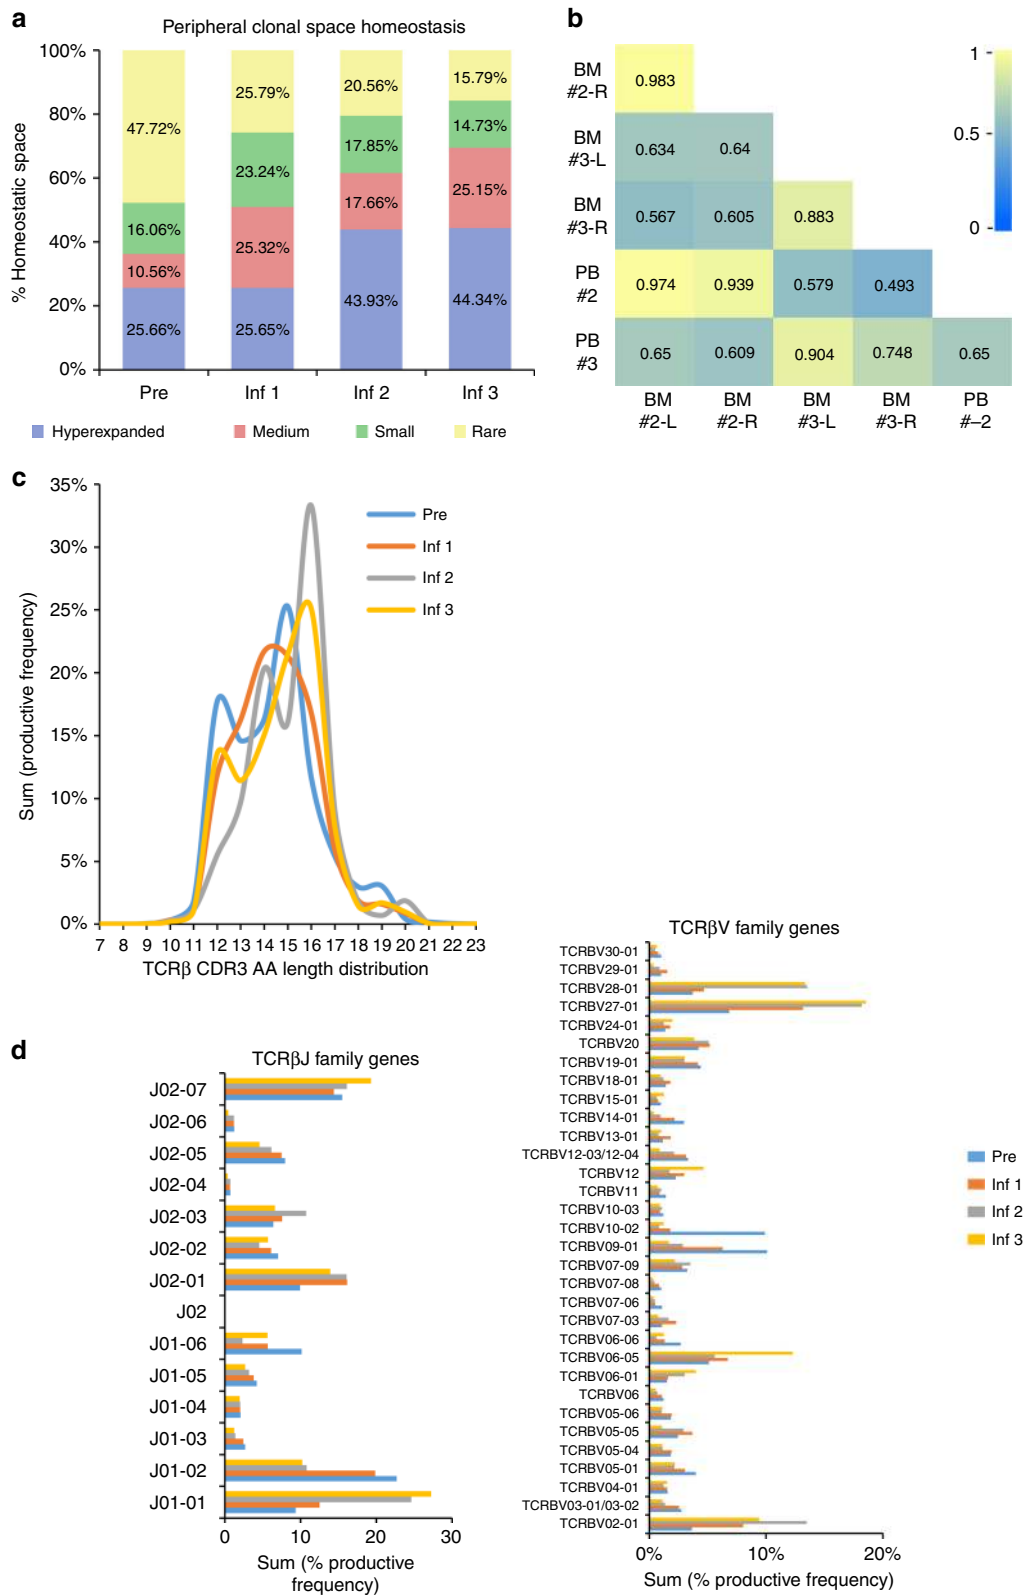 a
Peripheral clonal space homeostasis
% Homeostatic space
100%
80%
60%
40%
20%
0%
47.72%
16.06%
10.56%
25.66%
25.79%
23.24%
25.32%
25.65%
20.56%
17.85%
17.66%
43.93%
15.79%
14.73%
25.15%
44.34%
Pre
Inf 1
Inf 2
Inf 3
Hyperexpanded
Medium
Small
Rare
b
BM
#2-R
0.983
BM
#3-L
0.634
0.64
BM
#3-R
0.567
0.605
0.883
PB
#2
0.974
0.939
0.579
0.493
PB
#3
0.65
0.609
0.904
0.748
0.65
BM
#2-L
BM
#2-R
BM
#3-L
BM
#3-R
PB
#–2
1
0.5
0
c
Sum (productive frequency)
35%
30%
25%
20%
15%
10%
5%
0%
7 8 9 10 11 12 13 14 15 16 17 18 19 20 21 22 23
TCRβ CDR3 AA length distribution
Pre
Inf 1
Inf 2
Inf 3
d
TCRβJ family genes
J02-07
J02-06
J02-05
J02-04
J02-03
J02-02
J02-01
J02
J01-06
J01-05
J01-04
J01-03
J01-02
J01-01
0 10 20 30
Sum (% productive
frequency)
TCRβV family genes
TCRBV30-01
TCRBV29-01
TCRBV28-01
TCRBV27-01
TCRBV24-01
TCRBV20
TCRBV19-01
TCRBV18-01
TCRBV15-01
TCRBV14-01
TCRBV13-01
TCRBV12-03/12-04
TCRBV12
TCRBV11
TCRBV10-03
TCRBV10-02
TCRBV09-01
TCRBV07-09
TCRBV07-08
TCRBV07-06
TCRBV07-03
TCRBV06-06
TCRBV06-05
TCRBV06-01
TCRBV06
TCRBV05-06
TCRBV05-05
TCRBV05-04
TCRBV05-01
TCRBV04-01
TCRBV03-01/03-02
TCRBV02-01
0% 10% 20%
Sum (% productive frequency)
Pre
Inf 1
Inf 2
Inf 3